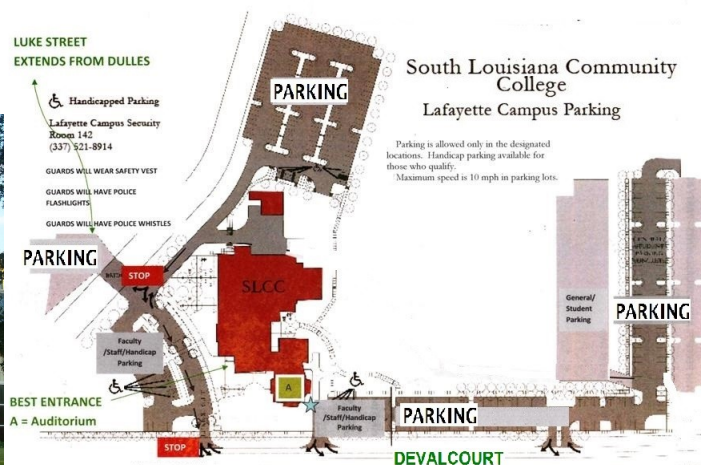 LUKE STREET
EXTENDS FROM DULLES
Handicapped Parking
Lafayette Campus Security
Room 142
(337) 521-8914
GUARDS WILL WEAR SAFETY VEST
GUARDS WILL HAVE POLICE
FLASHLIGHTS
GUARDS WILL HAVE POLICE WHISTLES
PARKING
South Louisiana Community
College
Lafayette Campus Parking
Parking is allowed only in the designated
locations. Handicap parking available for
those who qualify.
Maximum speed is 10 mph in parking lots.
PARKING
STOP
SLCC
General/
Student
Parking
PARKING
Faculty
/Staff/Handicap
Parking
BEST ENTRANCE
A = Auditorium
A
Faculty
/Staff/Handicap
Parking
PARKING
STOP
DEVALCOURT